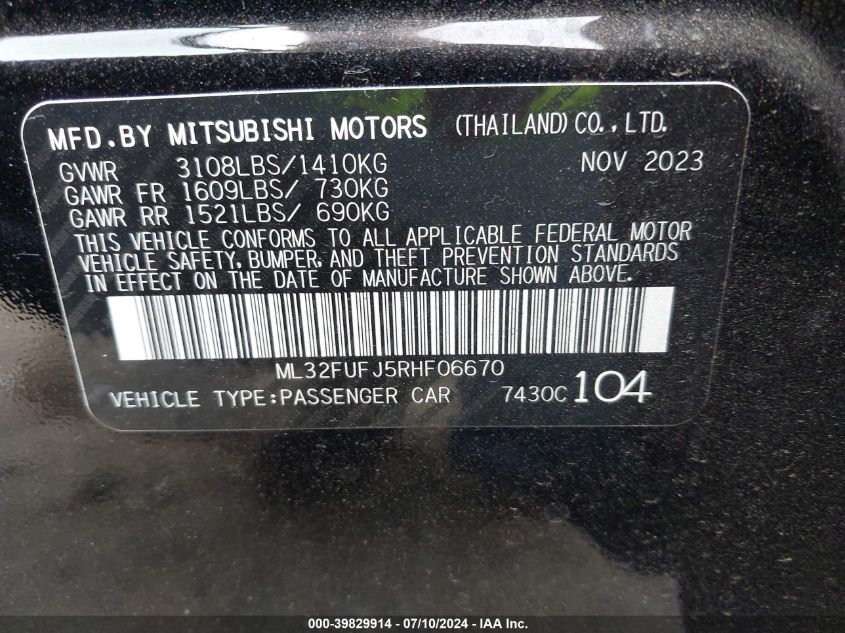 MFD.BY MITSUBISHI MOTORS (THAILAND) CO.,LTD.
GVWR 3108LBS/1410KG NOV 2023
GAWR FR 1609LBS/ 730KG
GAWR RR 1521LBS/ 690KG
THIS VEHICLE CONFORMS TO ALL APPLICABLE FEDERAL MOTOR
VEHICLE SAFETY, BUMPER, AND THEFT PREVENTION STANDARDS
IN EFFECT ON THE DATE OF MANUFACTURE SHOWN ABOVE.
ML32FUFJ5RHF06670
VEHICLE TYPE:PASSENGER CAR 7430C 104
000-39829914 - 07/10/2024 - IAA Inc.